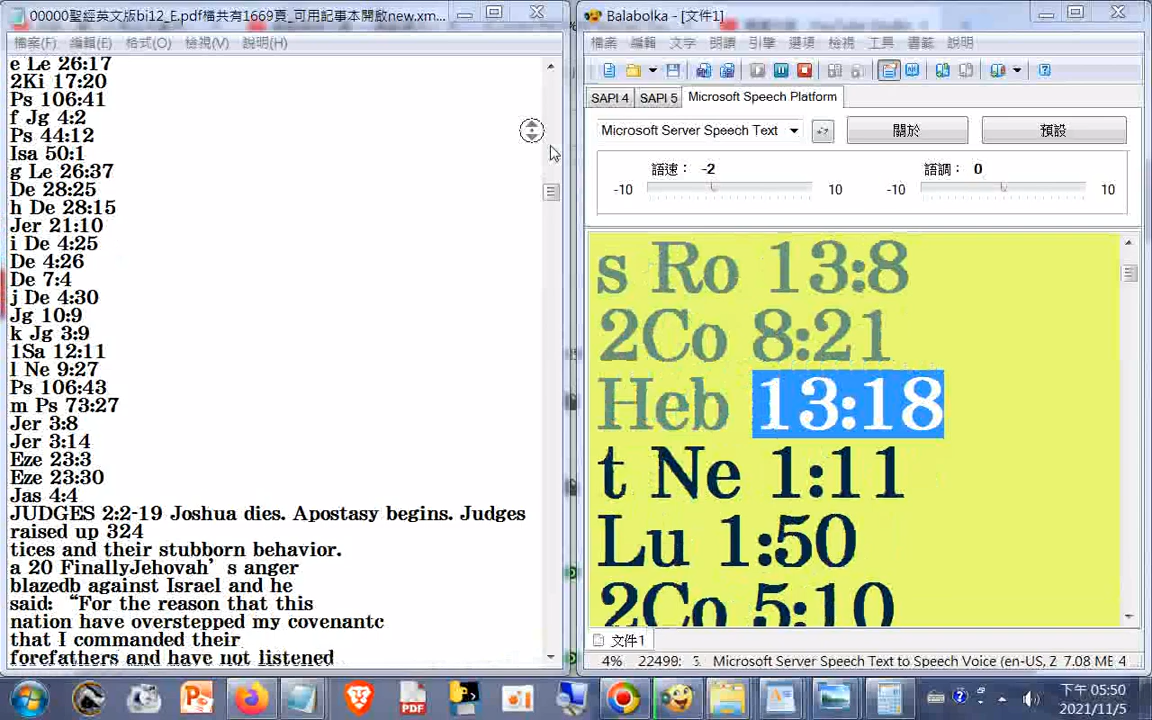 00000聖經英文版bi12_E.pdf檔共有1669頁_可用記事本開啟new.xm...
檔案(F) 編輯(E) 格式(O) 檢視(V) 說明(H)
e Le 26:17
2Ki 17:20
Ps 106:41
f Jg 4:2
Ps 44:12
Isa 50:1
g Le 26:37
De 28:25
h De 28:15
Jer 21:10
i De 4:25
De 4:26
De 7:4
j De 4:30
Jg 10:9
k Jg 3:9
1Sa 12:11
l Ne 9:27
Ps 106:43
m Ps 73:27
Jer 3:8
Jer 3:14
Eze 23:3
Eze 23:30
Jas 4:4
JUDGES 2:2-19 Joshua dies. Apostasy begins. Judges
raised up 324
tices and their stubborn behavior.
a 20 FinallyJehovah’s anger
blazedb against Israel and he
said: “For the reason that this
nation have overstepped my covenantc
that I commanded their
forefathers and have not listened
Balabolka - [文件1]
檔案 編輯 文字 朗讀 引擎 選項 檢視 工具 書籤 說明
SAPI 4 SAPI 5 Microsoft Speech Platform
Microsoft Server Speech Text 關於 預設
語速： -2 語調： 0
-10 10 -10 10
s Ro 13:8
2Co 8:21
Heb 13:18
t Ne 1:11
Lu 1:50
2Co 5:10
文件1
4% 22499: Microsoft Server Speech Text to Speech Voice (en-US, Z 7.08 MB 4
PDF
下午 05:50
2021/11/5